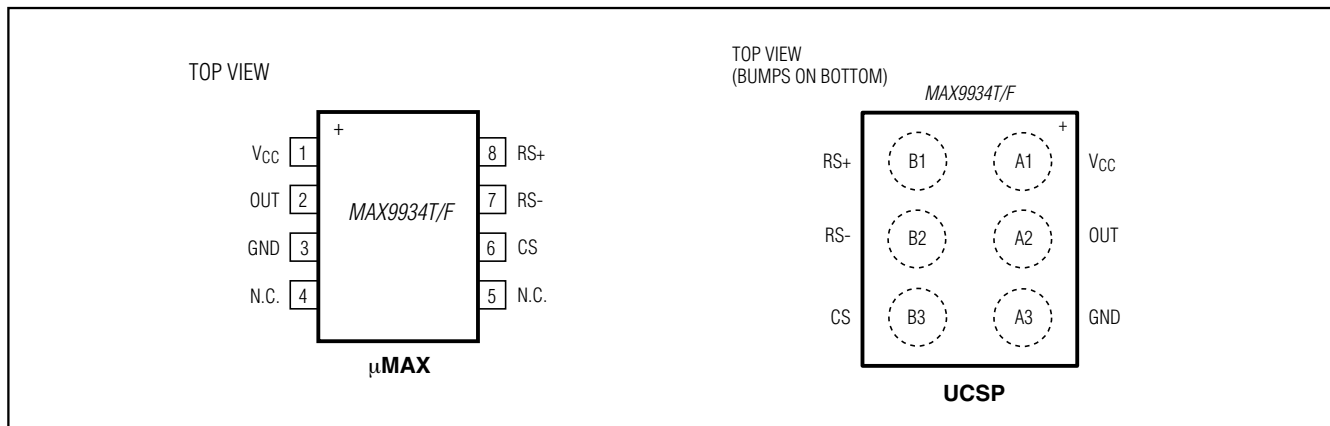 TOP VIEW
+
VCC 1
8 RS+
OUT 2
7 RS-
MAX9934T/F
GND 3
6 CS
N.C. 4
5 N.C.
μMAX
TOP VIEW
(BUMPS ON BOTTOM)
MAX9934T/F
+
RS+ B1 A1 VCC
RS- B2 A2 OUT
CS B3 A3 GND
UCSP